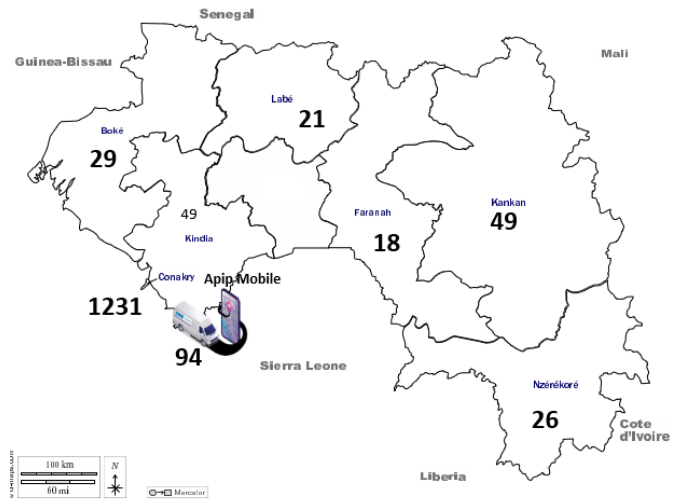 Senegal
Guinea-Bissau
Mali
Labé
21
Boké
29
Kankan
49
49
Faranah
18
Kindia
Conakry
Apip Mobile
1231
94
Sierra Leone
Nzérékoré
26
Cote
d'Ivoire
Liberia
100 km
60 mi
N
Mercator